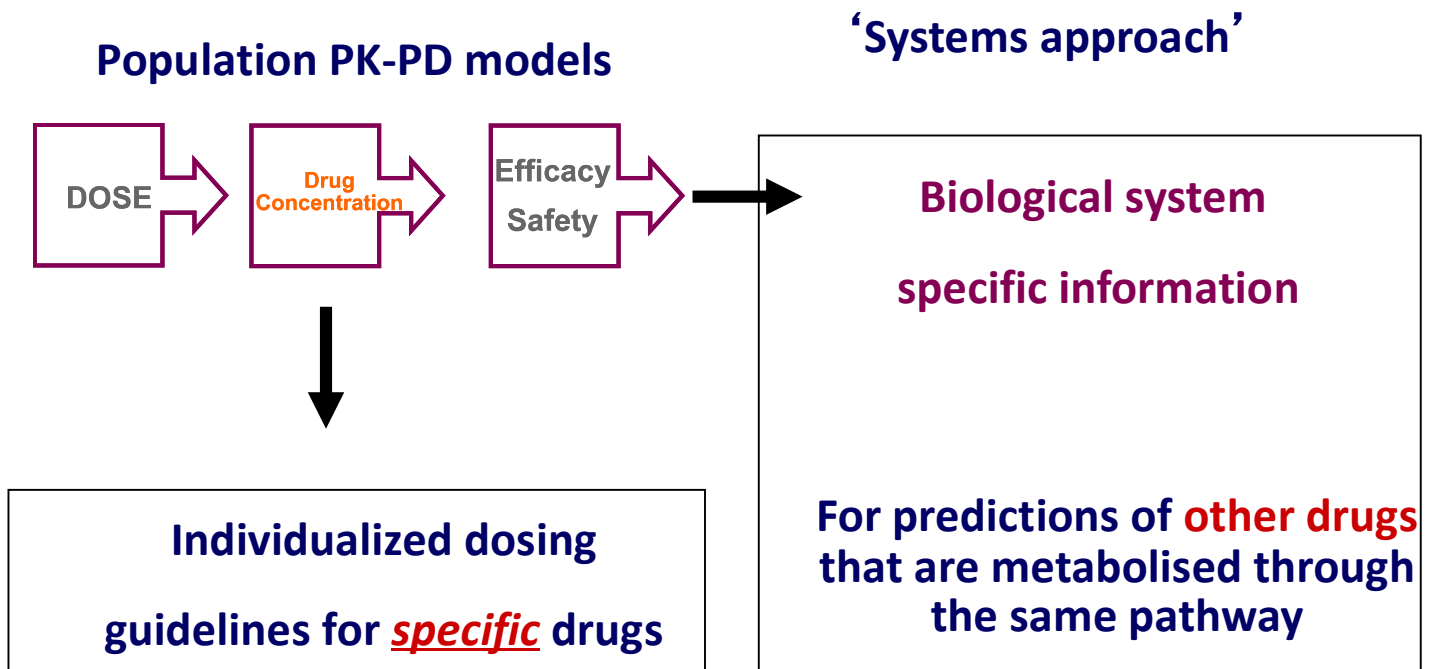 Population PK-PD models
‘Systems approach’
DOSE
Drug
Concentration
Efficacy
Safety
Biological system
specific information
Individualized dosing
guidelines for specific drugs
For predictions of other drugs
that are metabolised through
the same pathway